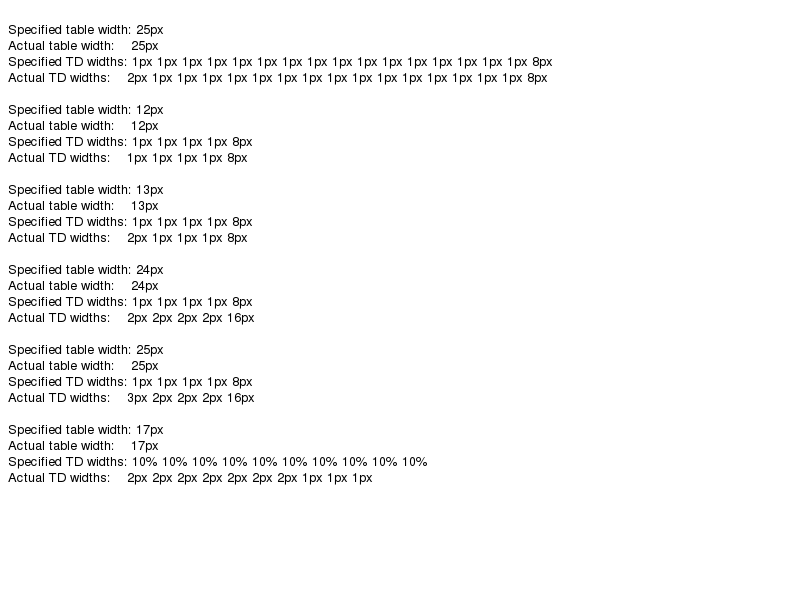 Specified table width: 25px
Actual table width: 25px
Specified TD widths: 1px 1px 1px 1px 1px 1px 1px 1px 1px 1px 1px 1px 1px 1px 1px 1px 8px
Actual TD widths: 2px 1px 1px 1px 1px 1px 1px 1px 1px 1px 1px 1px 1px 1px 1px 1px 8px
Specified table width: 12px
Actual table width: 12px
Specified TD widths: 1px 1px 1px 1px 8px
Actual TD widths: 1px 1px 1px 1px 8px
Specified table width: 13px
Actual table width: 13px
Specified TD widths: 1px 1px 1px 1px 8px
Actual TD widths: 2px 1px 1px 1px 8px
Specified table width: 24px
Actual table width: 24px
Specified TD widths: 1px 1px 1px 1px 8px
Actual TD widths: 2px 2px 2px 2px 16px
Specified table width: 25px
Actual table width: 25px
Specified TD widths: 1px 1px 1px 1px 8px
Actual TD widths: 3px 2px 2px 2px 16px
Specified table width: 17px
Actual table width: 17px
Specified TD widths: 10% 10% 10% 10% 10% 10% 10% 10% 10% 10%
Actual TD widths: 2px 2px 2px 2px 2px 2px 2px 1px 1px 1px